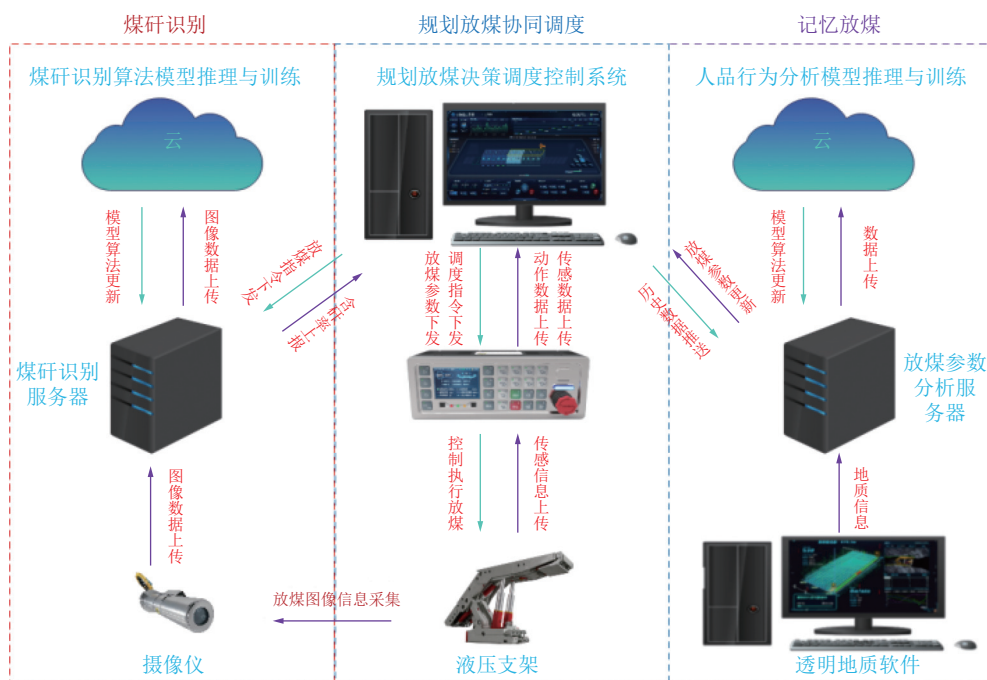 煤矸识别
规划放煤协同调度
记忆放煤
煤矸识别算法模型推理与训练
规划放煤决策调度控制系统
人品行为分析模型推理与训练
云
云
模型算法更新
图像数据上传
放煤指令下发
含矸率上报
放煤参数下发
调度指令下发
动作数据上传
传感数据上传
放煤参数更新
历史数据推送
模型算法更新
数据上传
煤矸识别
服务器
放煤参数
分析服
务器
图像数据上传
控制执行放煤
传感信息上传
地质信息
放煤图像信息采集
摄像仪
液压支架
透明地质软件